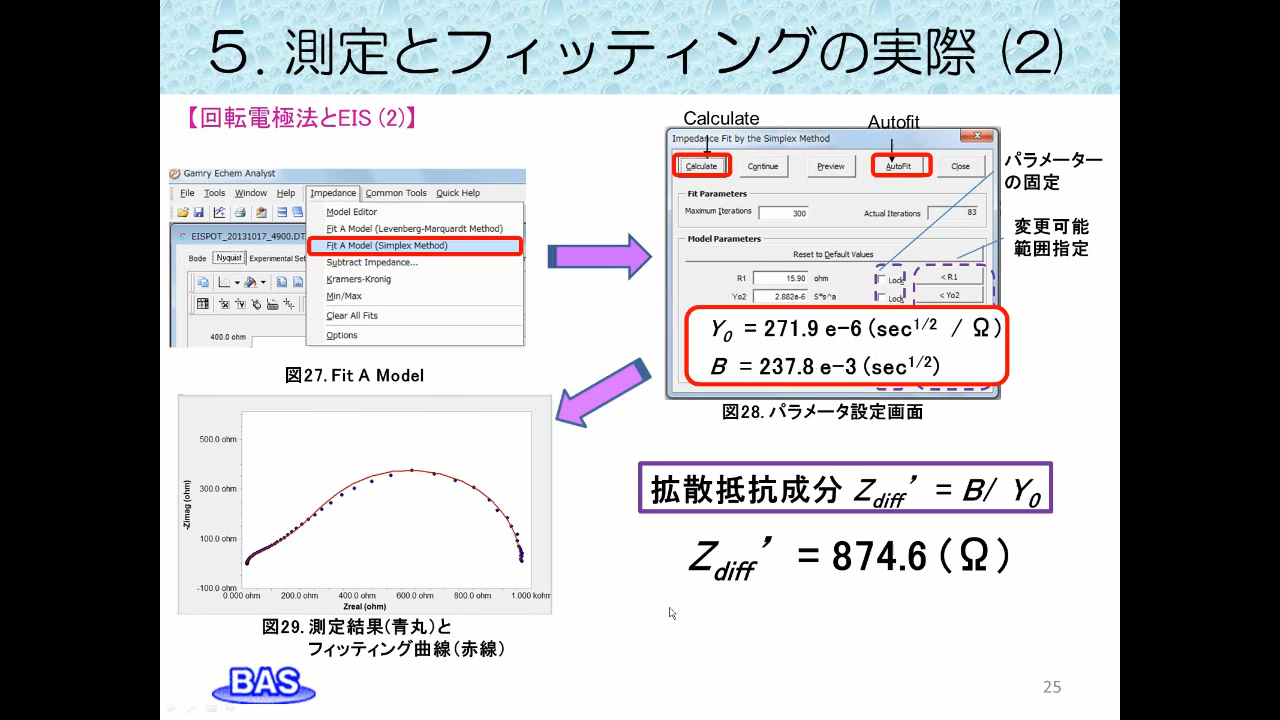 5. 測定とフィッティングの実際 (2)
【回転電極法とEIS (2)】
Gamry Echem Analyst
File Tools Window Help Impedance Common Tools Quick Help
Model Editor
Fit A Model (Levenberg-Marquardt Method)
Fit A Model (Simplex Method)
Subtract Impedance...
Kramers-Kronig
Min/Max
Clear All Fits
Options
EISPOT_20131017_4900.DT
Bode Nyquist Experimental Set
400.0 ohm
図27. Fit A Model
Calculate
Autofit
Impedance Fit by the Simplex Method
Calculate Continue Preview AutoFit Close
Fit Parameters
Maximum Iterations 300 Actual Iterations 83
Model Parameters
Reset to Default Values
R1 15.90 ohm Lock < R1
Yo2 2.882e-6 S*s^a Lock < Yo2
パラメーター
の固定
変更可能
範囲指定
Y0 = 271.9 e-6 (sec1/2 / Ω)
B = 237.8 e-3 (sec1/2)
図28. パラメータ設定画面
500.0 ohm
300.0 ohm
100.0 ohm
-100.0 ohm
-Zimag (ohm)
0.000 ohm 200.0 ohm 400.0 ohm 600.0 ohm 800.0 ohm 1.000 kohm
Zreal (ohm)
図29. 測定結果(青丸)と
フィッティング曲線(赤線)
拡散抵抗成分 Zdiff’ = B/ Y0
Zdiff’ = 874.6 (Ω)
BAS
25